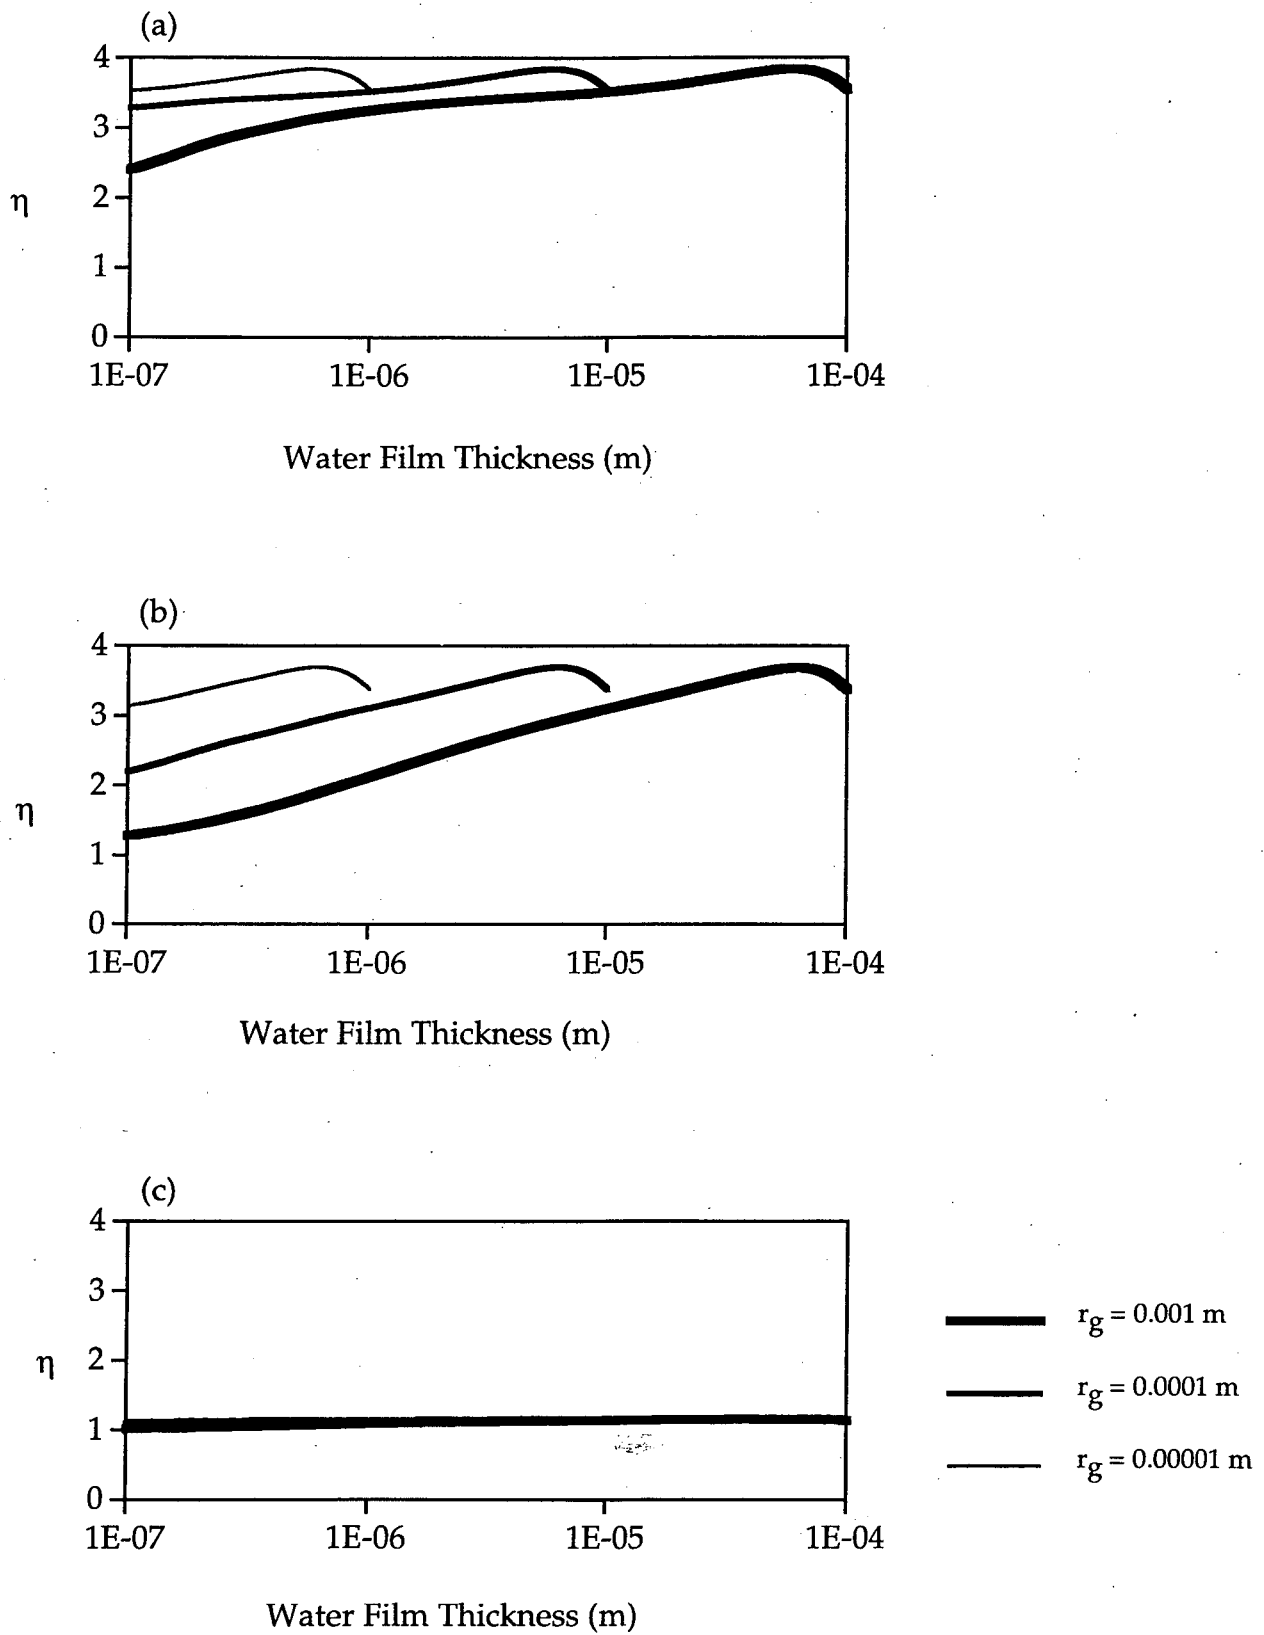 (a)
4
3
2
1
0
η
1E-07 1E-06 1E-05 1E-04
Water Film Thickness (m)
(b)
4
3
2
1
0
η
1E-07 1E-06 1E-05 1E-04
Water Film Thickness (m)
(c)
4
3
2
1
0
η
1E-07 1E-06 1E-05 1E-04
Water Film Thickness (m)
rg = 0.001 m
rg = 0.0001 m
rg = 0.00001 m